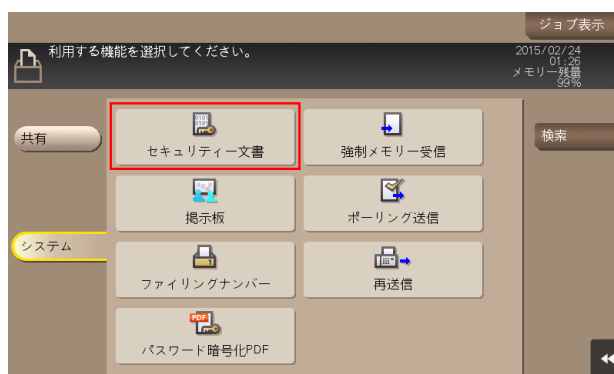 ジョブ表示
利用する機能を選択してください。
2015/02/24
01:26
メモリー残量
99%
共有
セキュリティー文書
強制メモリー受信
検索
掲示板
ポーリング送信
システム
ファイリングナンバー
再送信
PDF
パスワード暗号化PDF